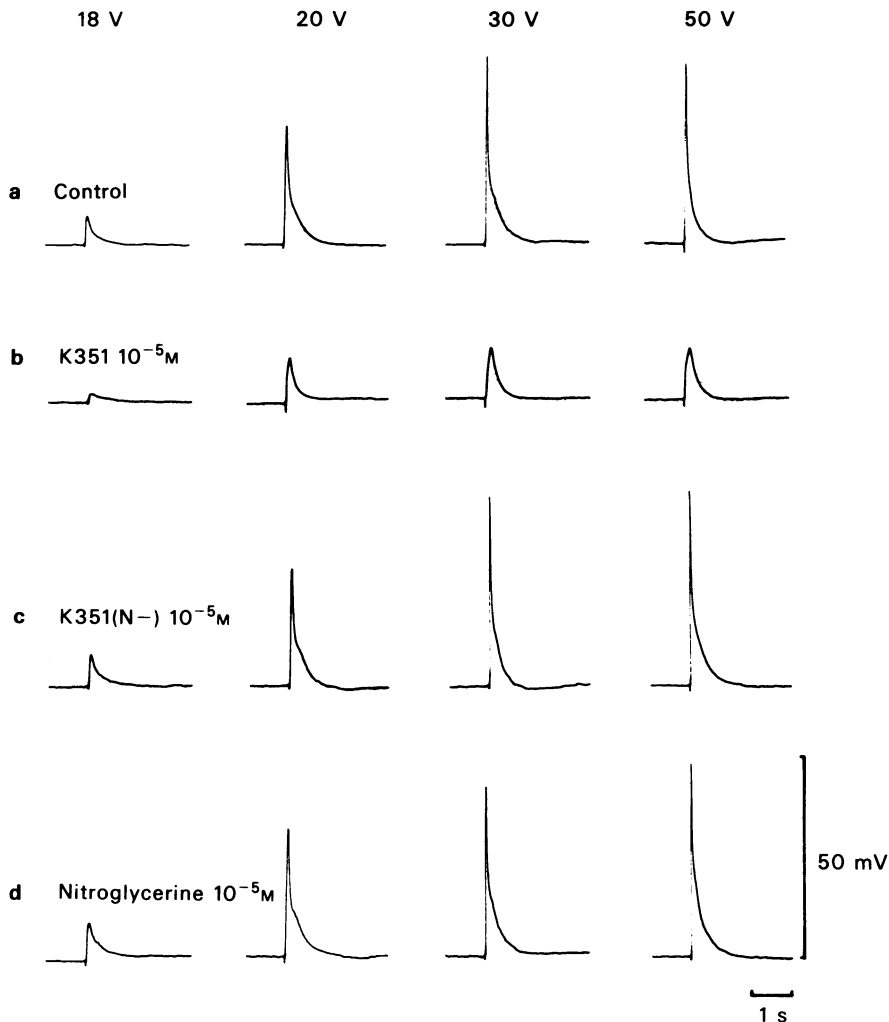 18 V 20 V 30 V 50 V
a Control
b K351 10⁻⁵M
c K351(N−) 10⁻⁵M
d Nitroglycerine 10⁻⁵M
50 mV
1 s